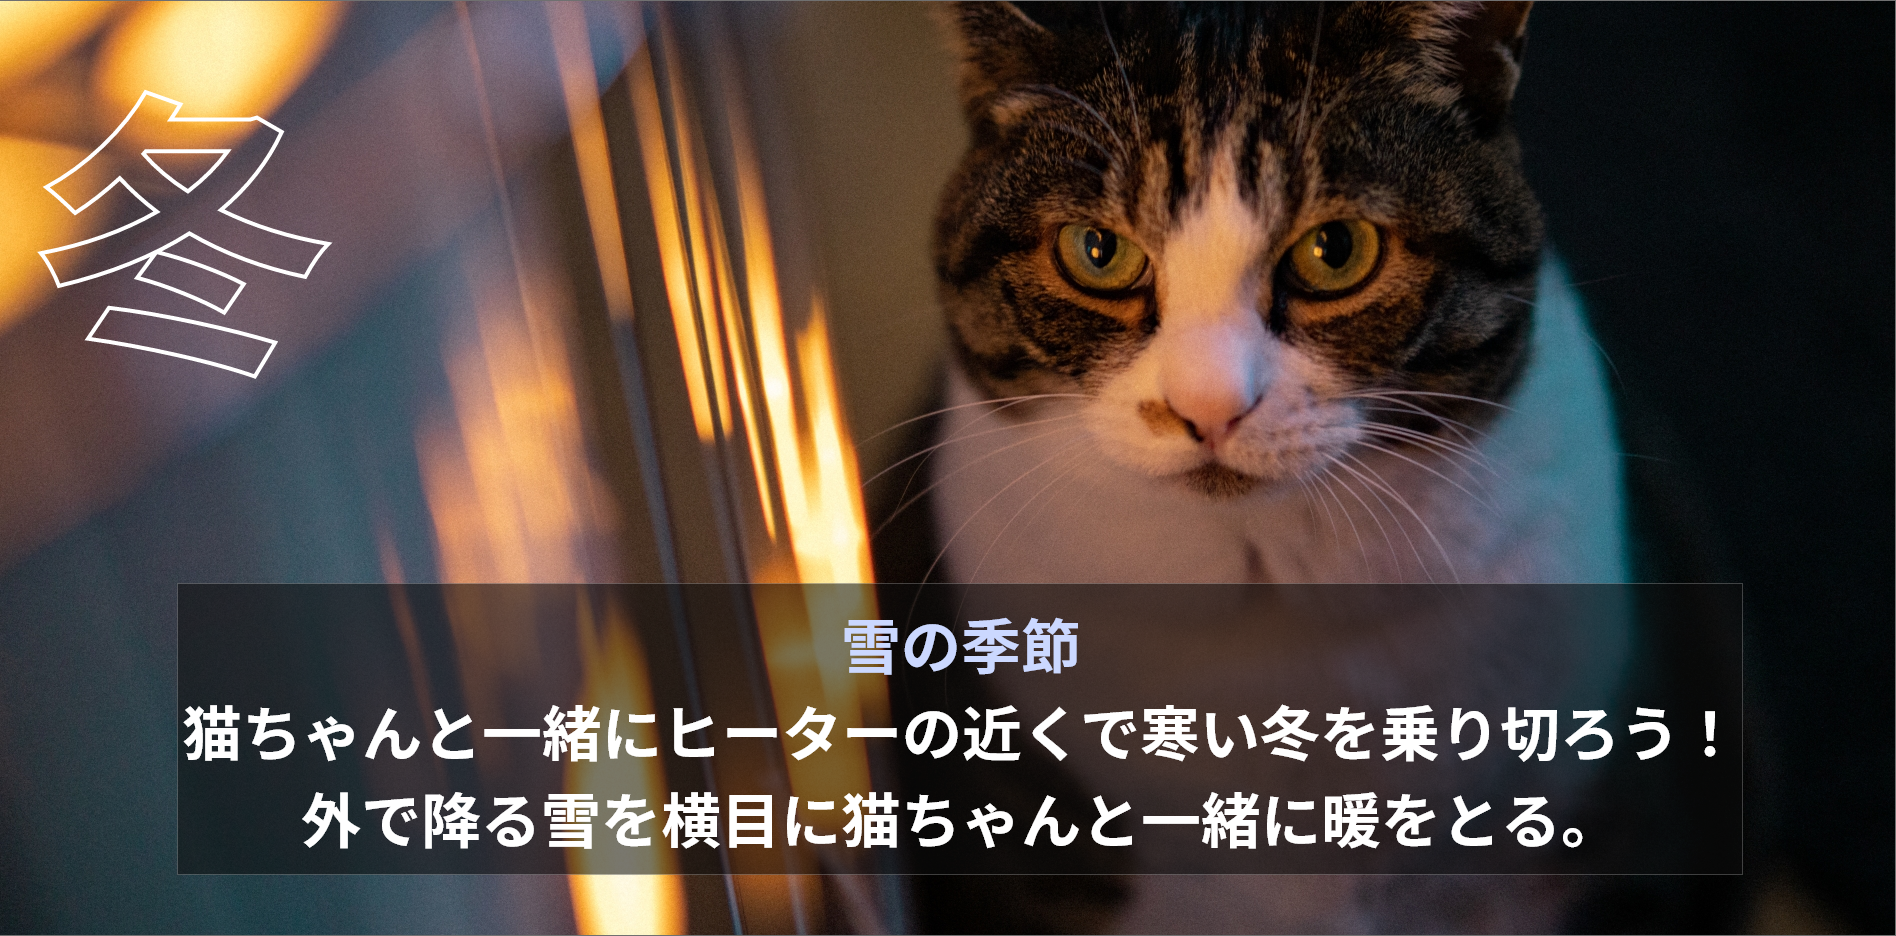 冬
雪の季節
猫ちゃんと一緒にヒーターの近くで寒い冬を乗り切ろう！
外で降る雪を横目に猫ちゃんと一緒に暖をとる。